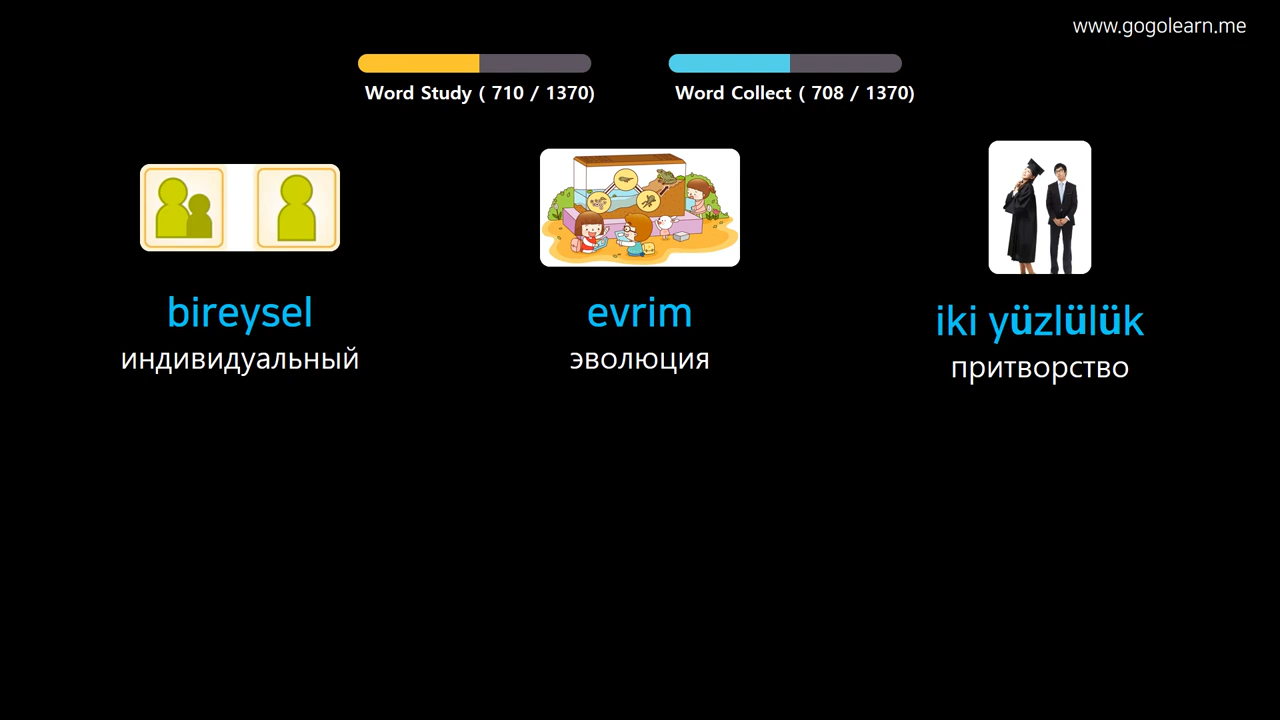 www.gogolearn.me
Word Study ( 710 / 1370)
Word Collect ( 708 / 1370)
bireysel
индивидуальный
evrim
эволюция
iki yüzlülük
притворство